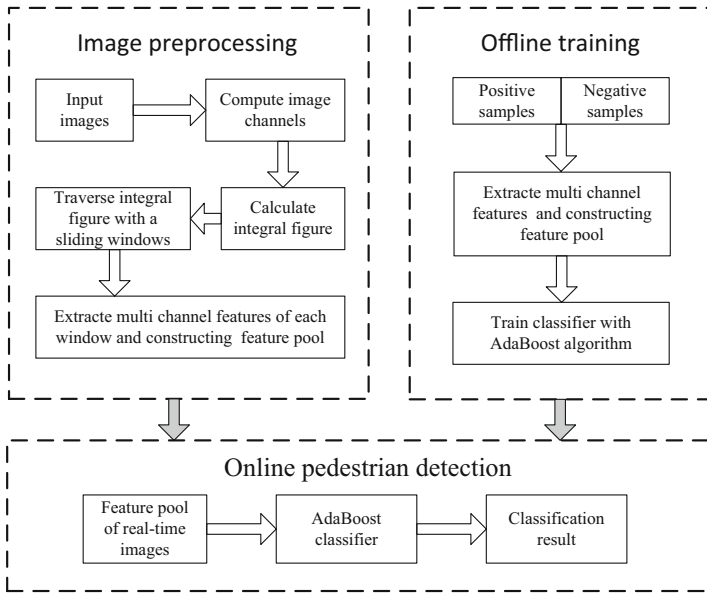 Image preprocessing
Input
images
Compute image
channels
Traverse integral
figure with a
sliding windows
Calculate
integral figure
Extracte multi channel features of each
window and constructing feature pool
Offline training
Positive
samples
Negative
samples
Extracte multi channel
features and constructing
feature pool
Train classifier with
AdaBoost algorithm
Online pedestrian detection
Feature pool
of real-time
images
AdaBoost
classifier
Classification
result